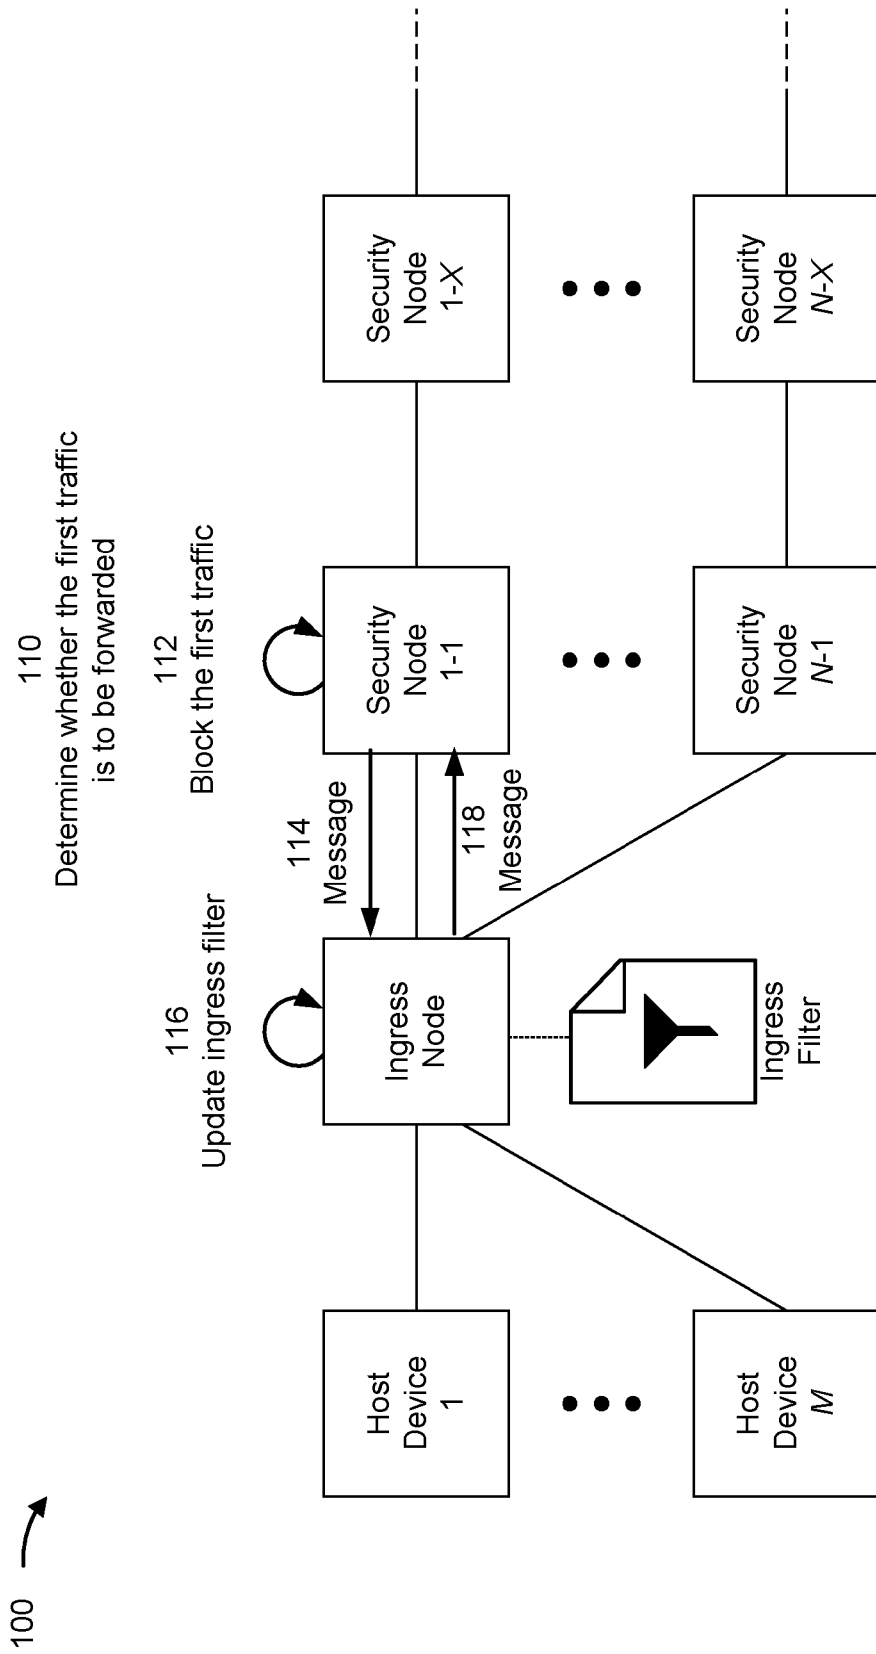 100
110
Determine whether the first traffic
is to be forwarded
116
Update ingress filter
112
Block the first traffic
114
Message
118
Message
Host
Device
1
Ingress
Node
Security
Node
1-1
Security
Node
1-X
Ingress
Filter
Host
Device
M
Security
Node
N-1
Security
Node
N-X